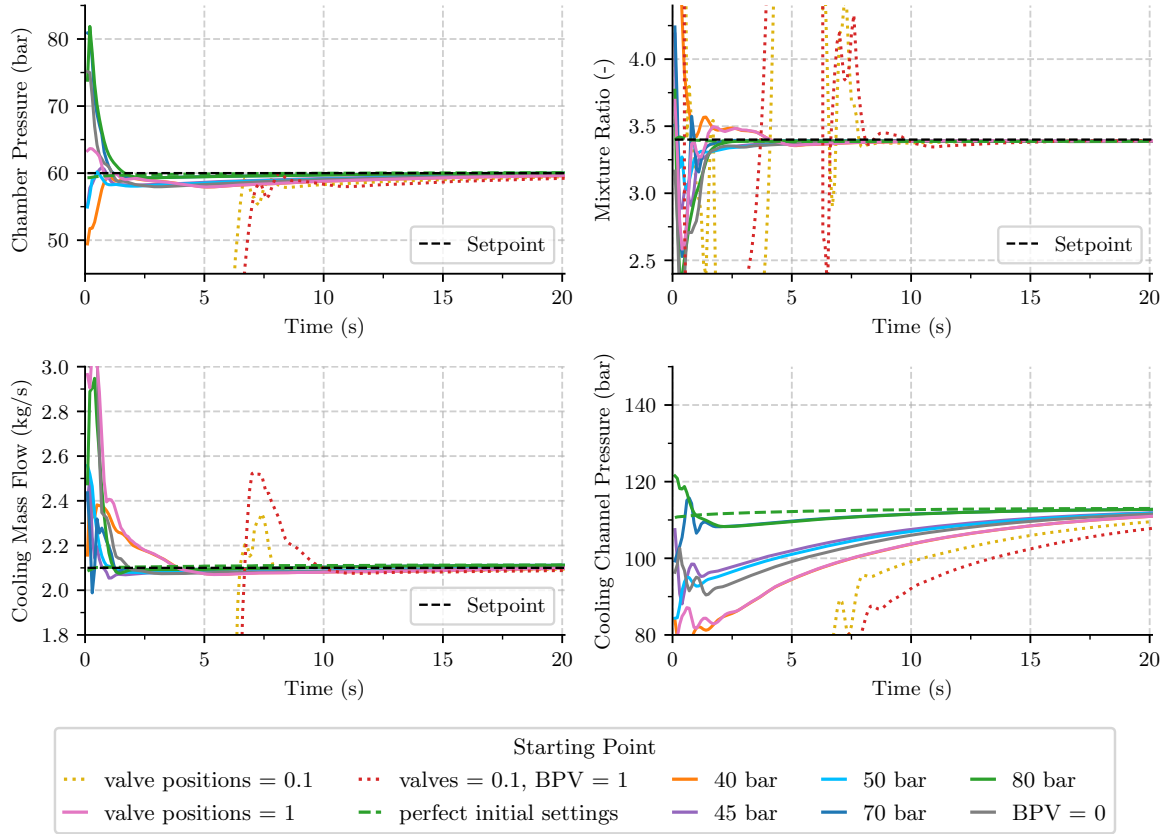 Chamber Pressure (bar)
80
70
60
50
Setpoint
0
5
10
15
20
Time (s)
Mixture Ratio (-)
4.0
3.5
3.0
2.5
Setpoint
0
5
10
15
20
Time (s)
Cooling Mass Flow (kg/s)
3.0
2.8
2.6
2.4
2.2
2.0
1.8
Setpoint
0
5
10
15
20
Time (s)
Cooling Channel Pressure (bar)
140
120
100
80
0
5
10
15
20
Time (s)
Starting Point
valve positions = 0.1
valves = 0.1, BPV = 1
40 bar
50 bar
80 bar
valve positions = 1
perfect initial settings
45 bar
70 bar
BPV = 0